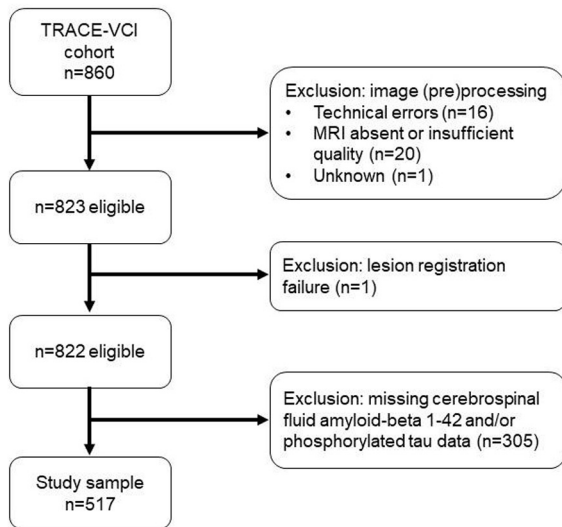 TRACE-VCI
cohort
n=860
Exclusion: image (pre)processing
• Technical errors (n=16)
• MRI absent or insufficient
quality (n=20)
• Unknown (n=1)
n=823 eligible
Exclusion: lesion registration
failure (n=1)
n=822 eligible
Exclusion: missing cerebrospinal
fluid amyloid-beta 1-42 and/or
phosphorylated tau data (n=305)
Study sample
n=517